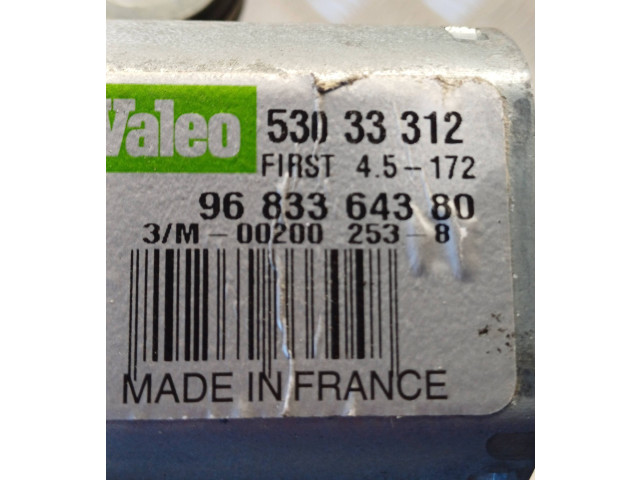 Valeo 530 33 312
FIRST 4.5-172
96 833 643 80
3/M-00200 253-8
MADE IN FRANCE